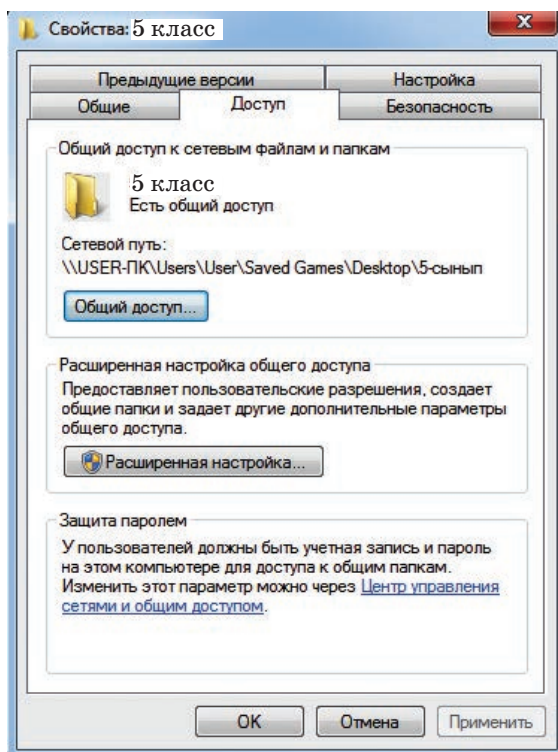 Свойства: 5 класс
X
Предыдущие версии
Настройка
Общие
Доступ
Безопасность
Общий доступ к сетевым файлам и папкам
5 класс
Есть общий доступ
Сетевой путь:
\\USER-ПК\Users\User\Saved Games\Desktop\5-сынып
Общий доступ...
Расширенная настройка общего доступа
Предоставляет пользовательские разрешения, создает
общие папки и задает другие дополнительные параметры
общего доступа.
Расширенная настройка...
Защита паролем
У пользователей должны быть учетная запись и пароль
на этом компьютере для доступа к общим папкам.
Изменить этот параметр можно через Центр управления
сетями и общим доступом.
OK
Отмена
Применить